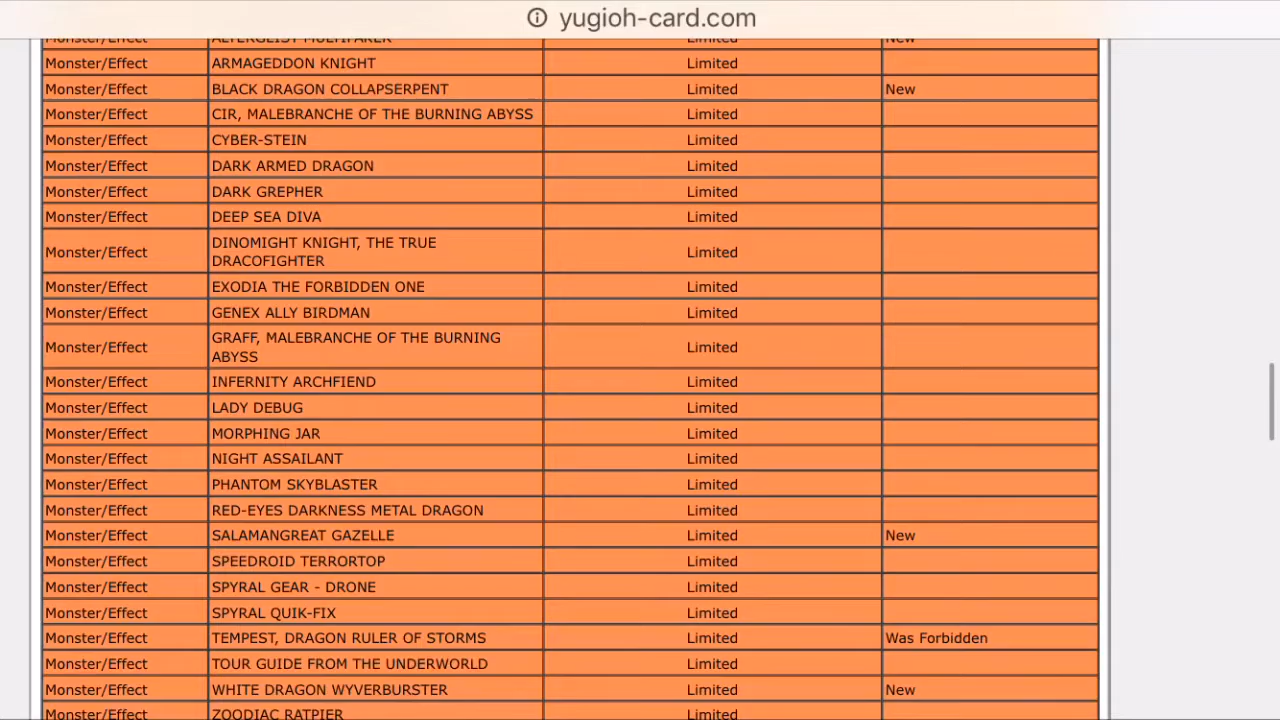 yugioh-card.com
Monster/Effect ALTERGEIST MULTIFAKER Limited New
Monster/Effect ARMAGEDDON KNIGHT Limited
Monster/Effect BLACK DRAGON COLLAPSERPENT Limited New
Monster/Effect CIR, MALEBRANCHE OF THE BURNING ABYSS Limited
Monster/Effect CYBER-STEIN Limited
Monster/Effect DARK ARMED DRAGON Limited
Monster/Effect DARK GREPHER Limited
Monster/Effect DEEP SEA DIVA Limited
Monster/Effect DINOMIGHT KNIGHT, THE TRUE Limited
DRACOFIGHTER
Monster/Effect EXODIA THE FORBIDDEN ONE Limited
Monster/Effect GENEX ALLY BIRDMAN Limited
Monster/Effect GRAFF, MALEBRANCHE OF THE BURNING Limited
ABYSS
Monster/Effect INFERNITY ARCHFIEND Limited
Monster/Effect LADY DEBUG Limited
Monster/Effect MORPHING JAR Limited
Monster/Effect NIGHT ASSAILANT Limited
Monster/Effect PHANTOM SKYBLASTER Limited
Monster/Effect RED-EYES DARKNESS METAL DRAGON Limited
Monster/Effect SALAMANGREAT GAZELLE Limited New
Monster/Effect SPEEDROID TERRORTOP Limited
Monster/Effect SPYRAL GEAR - DRONE Limited
Monster/Effect SPYRAL QUIK-FIX Limited
Monster/Effect TEMPEST, DRAGON RULER OF STORMS Limited Was Forbidden
Monster/Effect TOUR GUIDE FROM THE UNDERWORLD Limited
Monster/Effect WHITE DRAGON WYVERBURSTER Limited New
Monster/Effect ZOODIAC RATPIER Limited